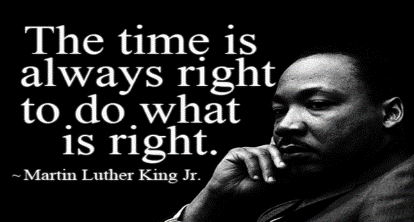 The time is
always right
to do what
is right.
~Martin Luther King Jr.